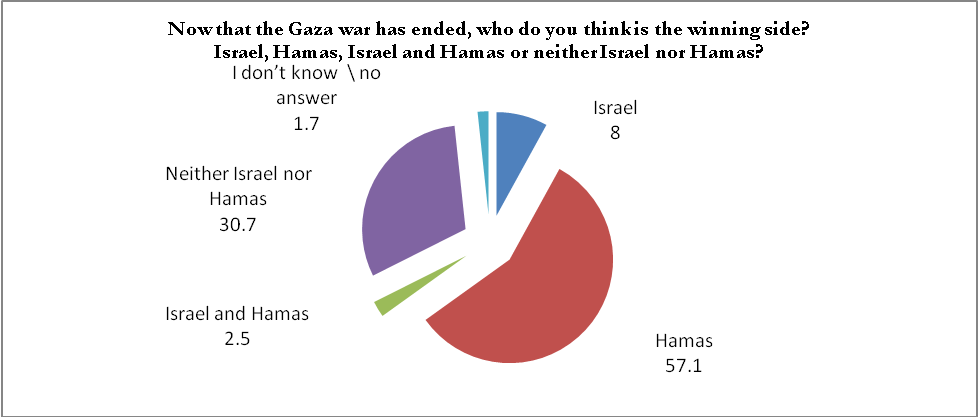 Now that the Gaza war has ended, who do you think is the winning side?
Israel, Hamas, Israel and Hamas or neither Israel nor Hamas?
I don't know \ no
answer
1.7
Israel
8
Neither Israel nor
Hamas
30.7
Israel and Hamas
2.5
Hamas
57.1